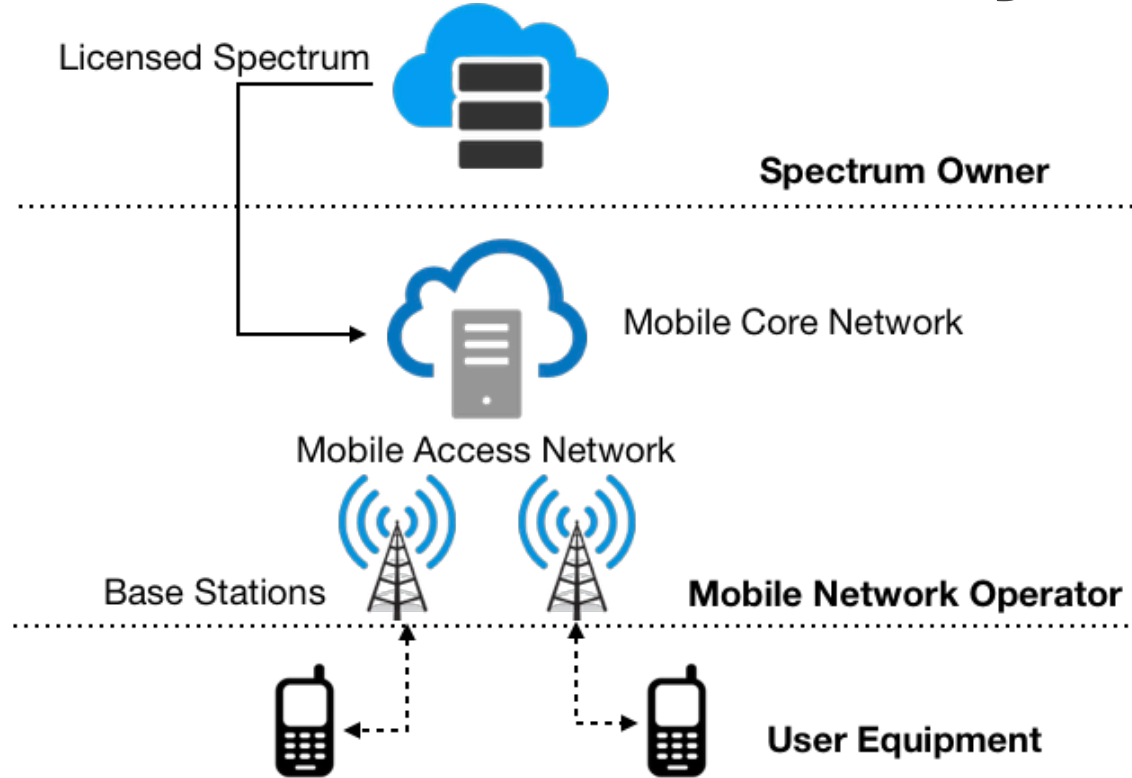 Licensed Spectrum
Spectrum Owner
Mobile Core Network
Mobile Access Network
Base Stations
Mobile Network Operator
User Equipment